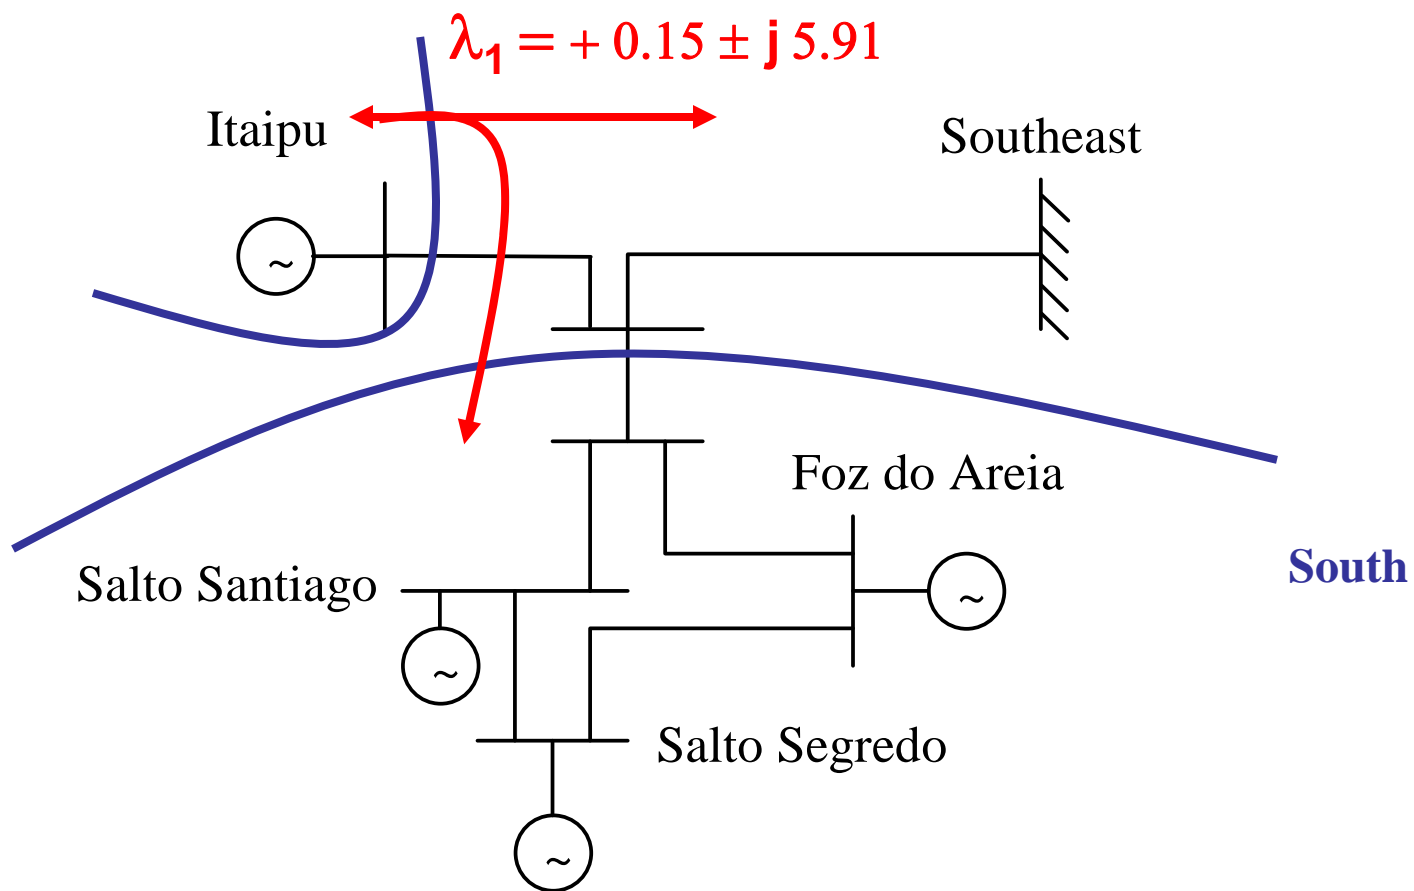 λ1 = + 0.15 ± j 5.91
Itaipu
Southeast
~
Foz do Areia
South
Salto Santiago
~
~
Salto Segredo
~